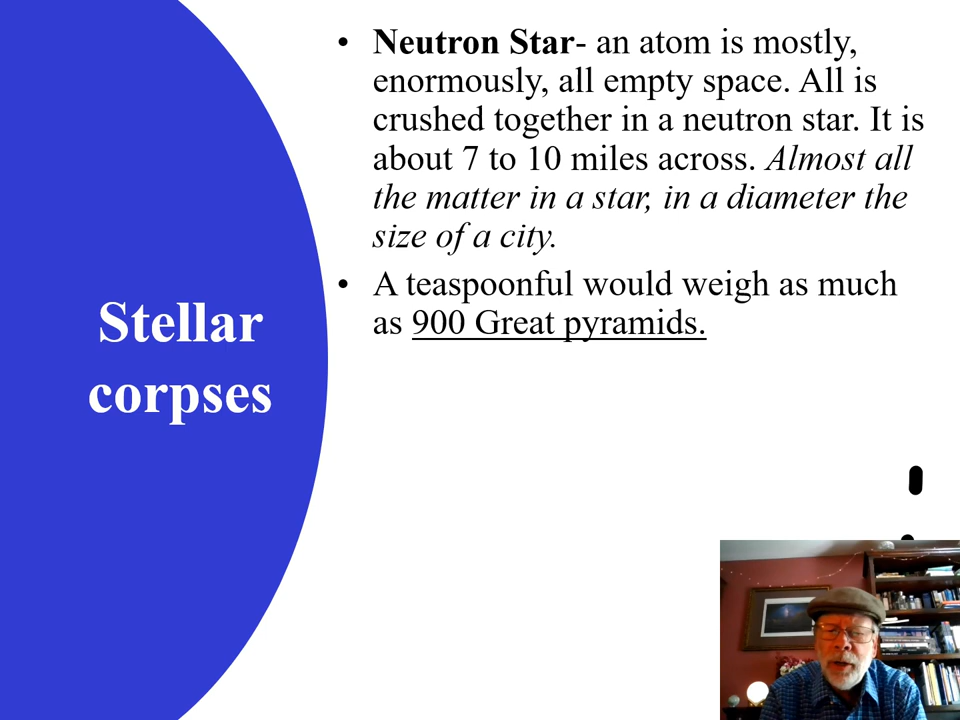 Stellar
corpses
• Neutron Star- an atom is mostly,
enormously, all empty space. All is
crushed together in a neutron star. It is
about 7 to 10 miles across. Almost all
the matter in a star, in a diameter the
size of a city.
• A teaspoonful would weigh as much
as 900 Great pyramids.